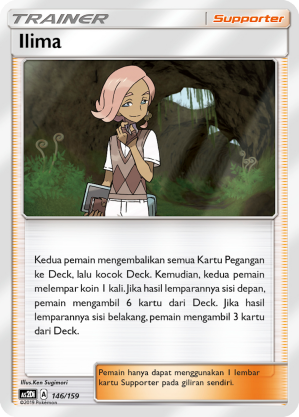 TRAINER Supporter
Ilima
Kedua pemain mengembalikan semua Kartu Pegangan
ke Deck, lalu kocok Deck. Kemudian, kedua pemain
melempar koin 1 kali. Jika hasil lemparannya sisi depan,
pemain mengambil 6 kartu dari Deck. Jika hasil
lemparannya sisi belakang, pemain mengambil 3 kartu
dari Deck.
Illus.Ken Sugimori
AS2D A 146/159
©2019 Pokémon
Pemain hanya dapat menggunakan 1 lembar
kartu Supporter pada giliran sendiri.